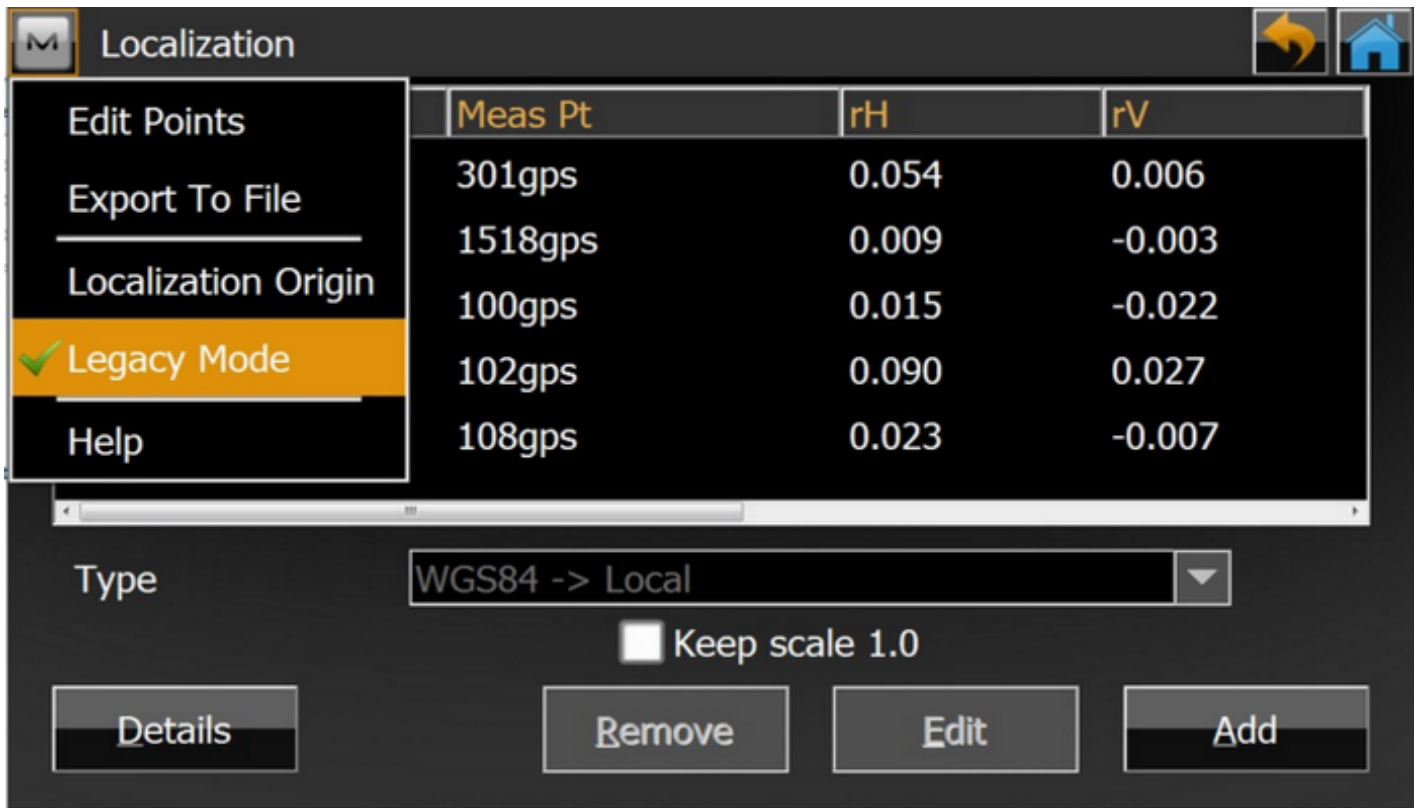 Localization
Edit Points
Export To File
Localization Origin
Legacy Mode
Help
Meas Pt rH rV
301gps 0.054 0.006
1518gps 0.009 -0.003
100gps 0.015 -0.022
102gps 0.090 0.027
108gps 0.023 -0.007
Type WGS84 -> Local
Keep scale 1.0
Details Remove Edit Add